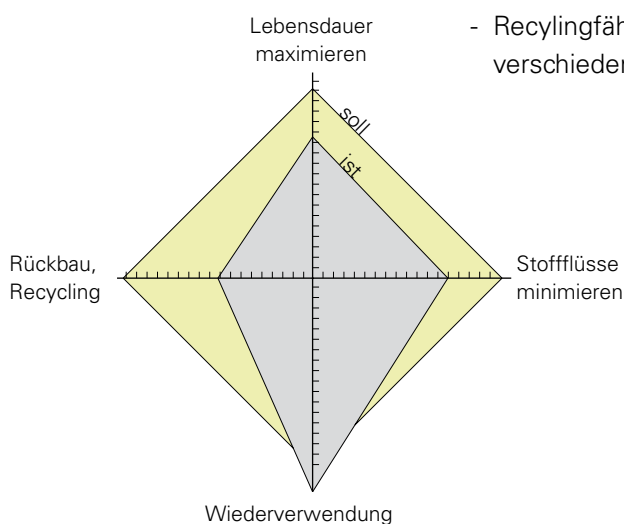 Lebensdauer
maximieren
- Recylingfäh
verschieden
soll
ist
Rückbau,
Recycling
Stoffflüsse
minimieren
Wiederverwendung